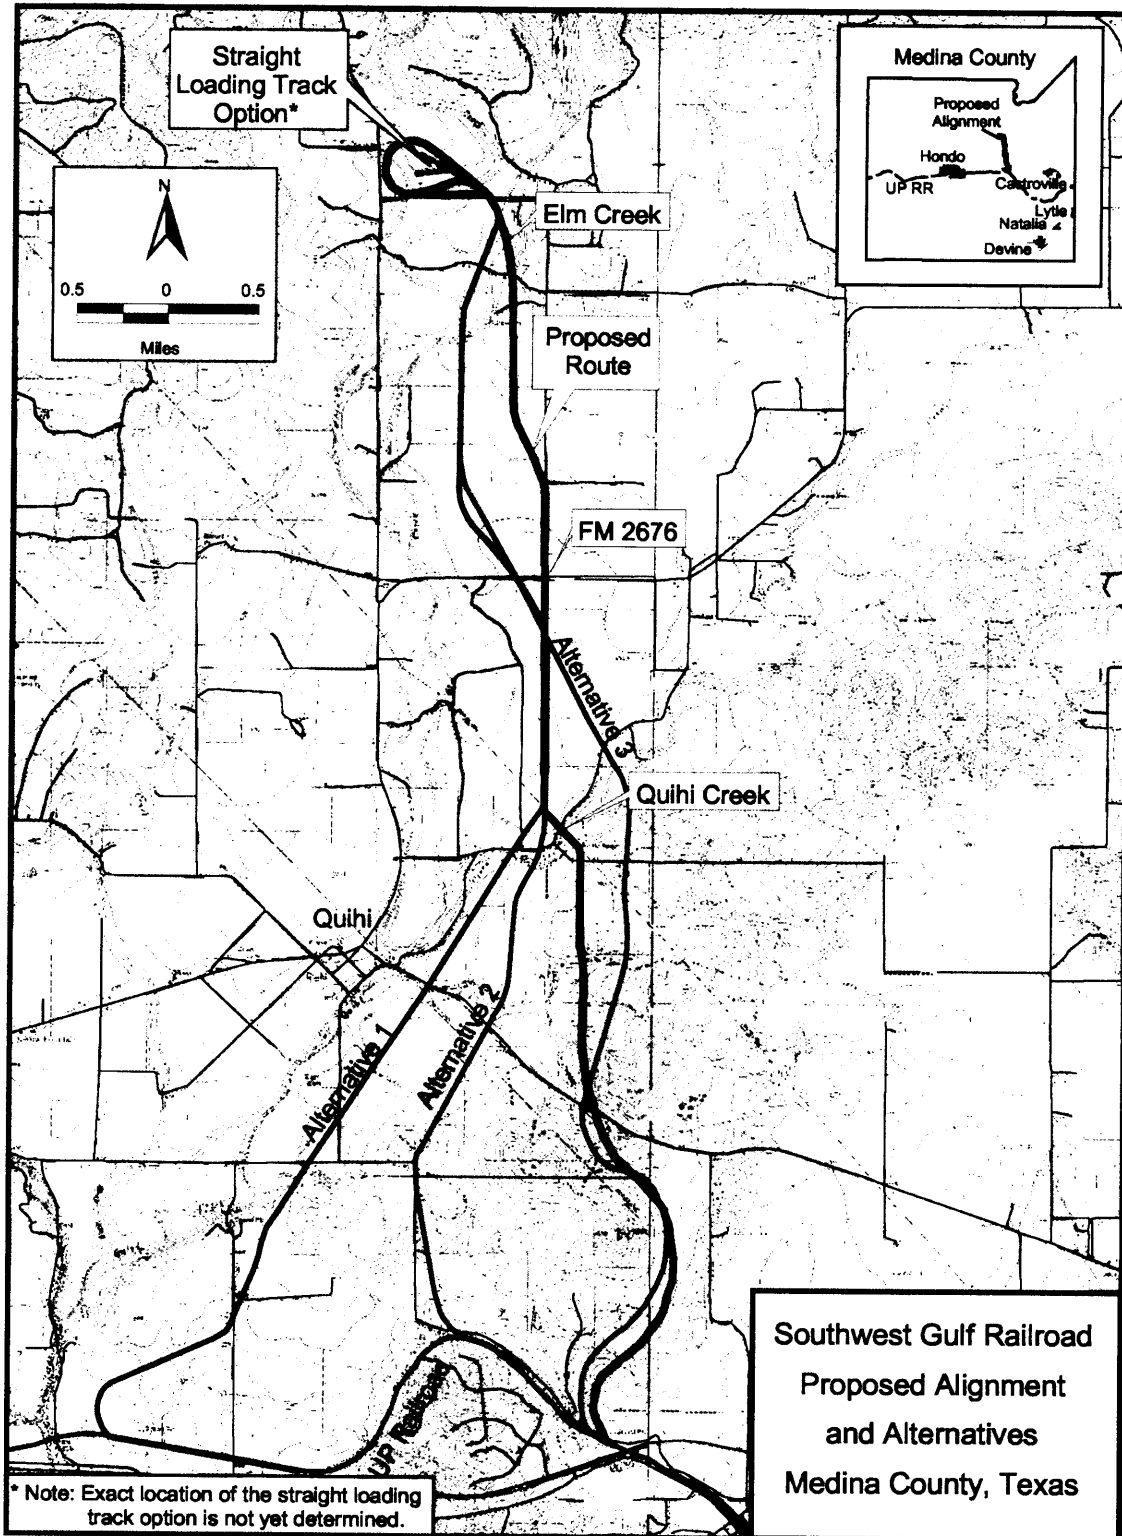 Straight
Loading Track
Option*
Medina County
Proposed
Alignment
Hondo
UP RR
Castroville
Lytle
Natalia
Devine
N
0.5 0 0.5
Miles
Elm Creek
Proposed
Route
FM 2676
Alternative 3
Quihi Creek
Quihi
Alternative 1
Alternative 2
UP Railroad
Southwest Gulf Railroad
Proposed Alignment
and Alternatives
Medina County, Texas
* Note: Exact location of the straight loading
track option is not yet determined.